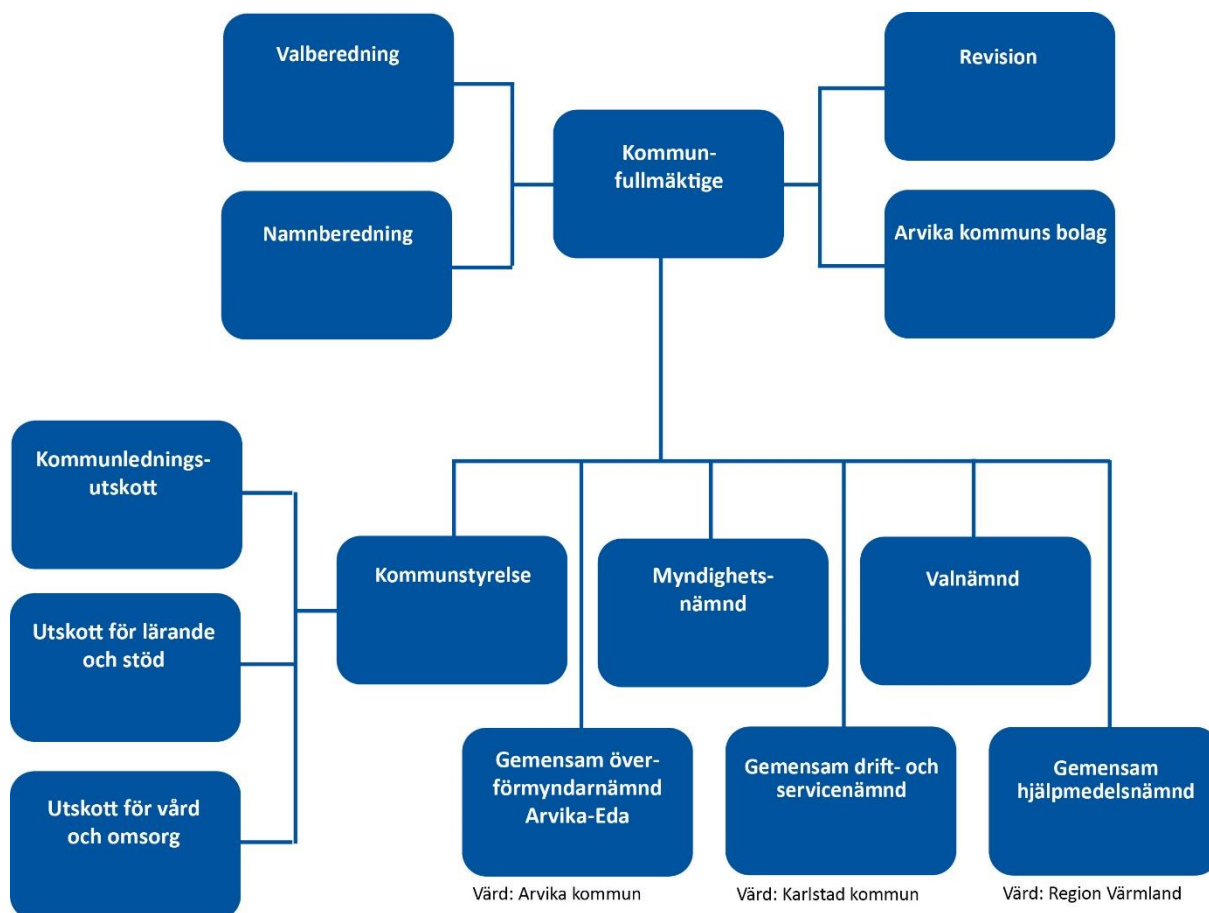 Valberedning
Revision
Kommun-
fullmäktige
Namnberedning
Arvika kommuns bolag
Kommunlednings-
utskott
Kommunstyrelse
Myndighets-
nämnd
Valnämnd
Utskott för lärande
och stöd
Utskott för vård
och omsorg
Gemensam över-
förmyndarnämnd
Arvika-Eda
Gemensam drift- och
servicenämnd
Gemensam
hjälpmedelsnämnd
Värd: Arvika kommun
Värd: Karlstad kommun
Värd: Region Värmland